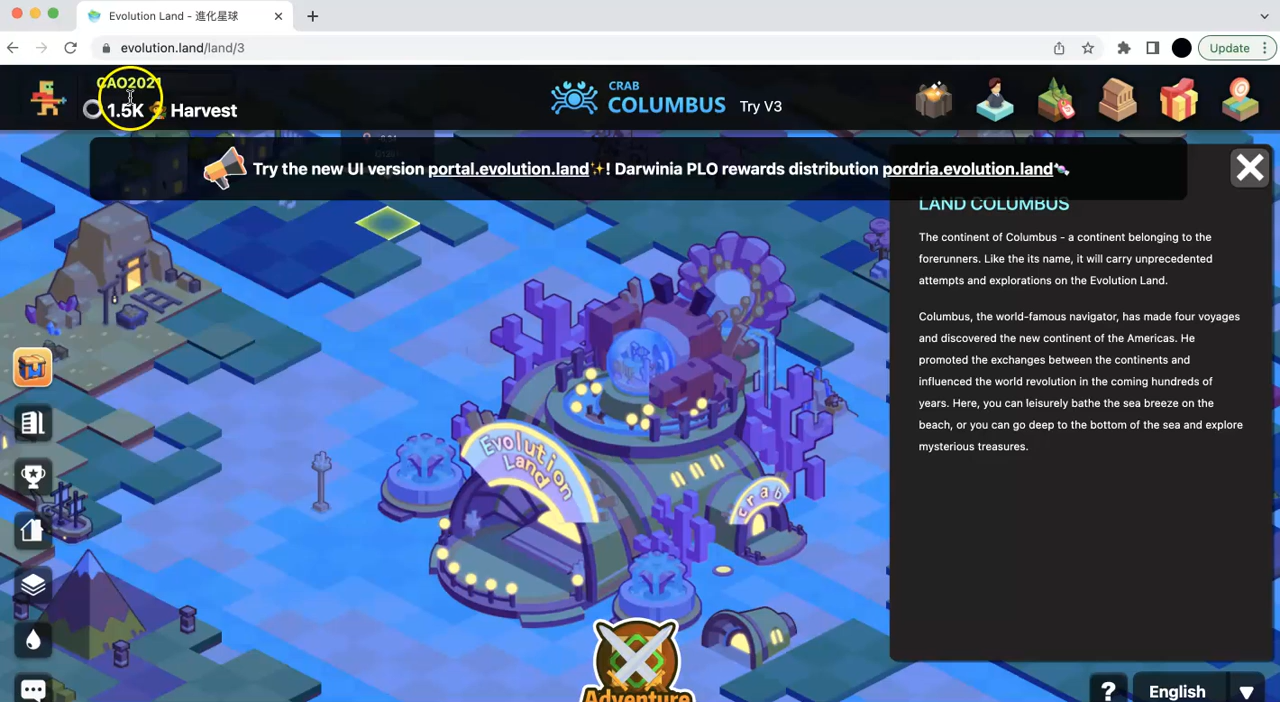 Evolution Land - 進化星球
evolution.land/land/3
Update
CAO2021
1.5K
Harvest
CRAB
COLUMBUS
Try V3
Try the new UI version portal.evolution.land✨! Darwinia PLO rewards distribution pordria.evolution.land🍬
LAND COLUMBUS
The continent of Columbus - a continent belonging to the
forerunners. Like the its name, it will carry unprecedented
attempts and explorations on the Evolution Land.
Columbus, the world-famous navigator, has made four voyages
and discovered the new continent of the Americas. He
promoted the exchanges between the continents and
influenced the world revolution in the coming hundreds of
years. Here, you can leisurely bathe the sea breeze on the
beach, or you can go deep to the bottom of the sea and explore
mysterious treasures.
Evolution
Land
Crab
Adventure
?
English